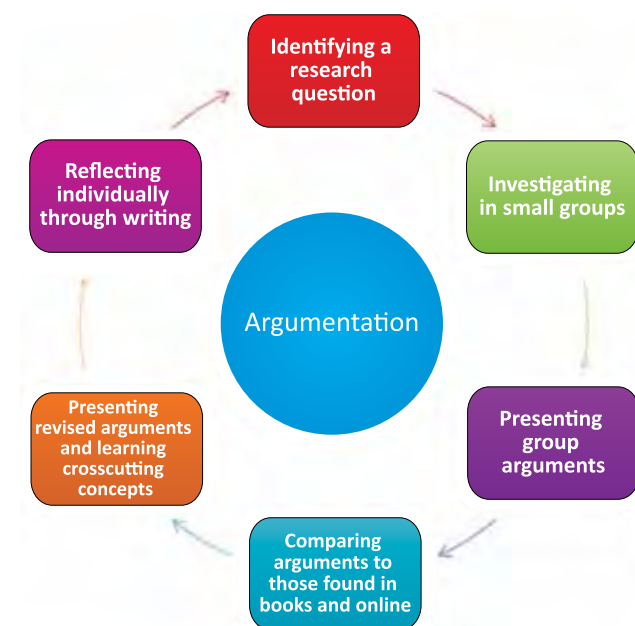 Identifying a
research
question
Investigating
in small groups
Presenting
group
arguments
Comparing
arguments to
those found in
books and online
Presenting
revised arguments
and learning
crosscutting
concepts
Reflecting
individually
through writing
Argumentation